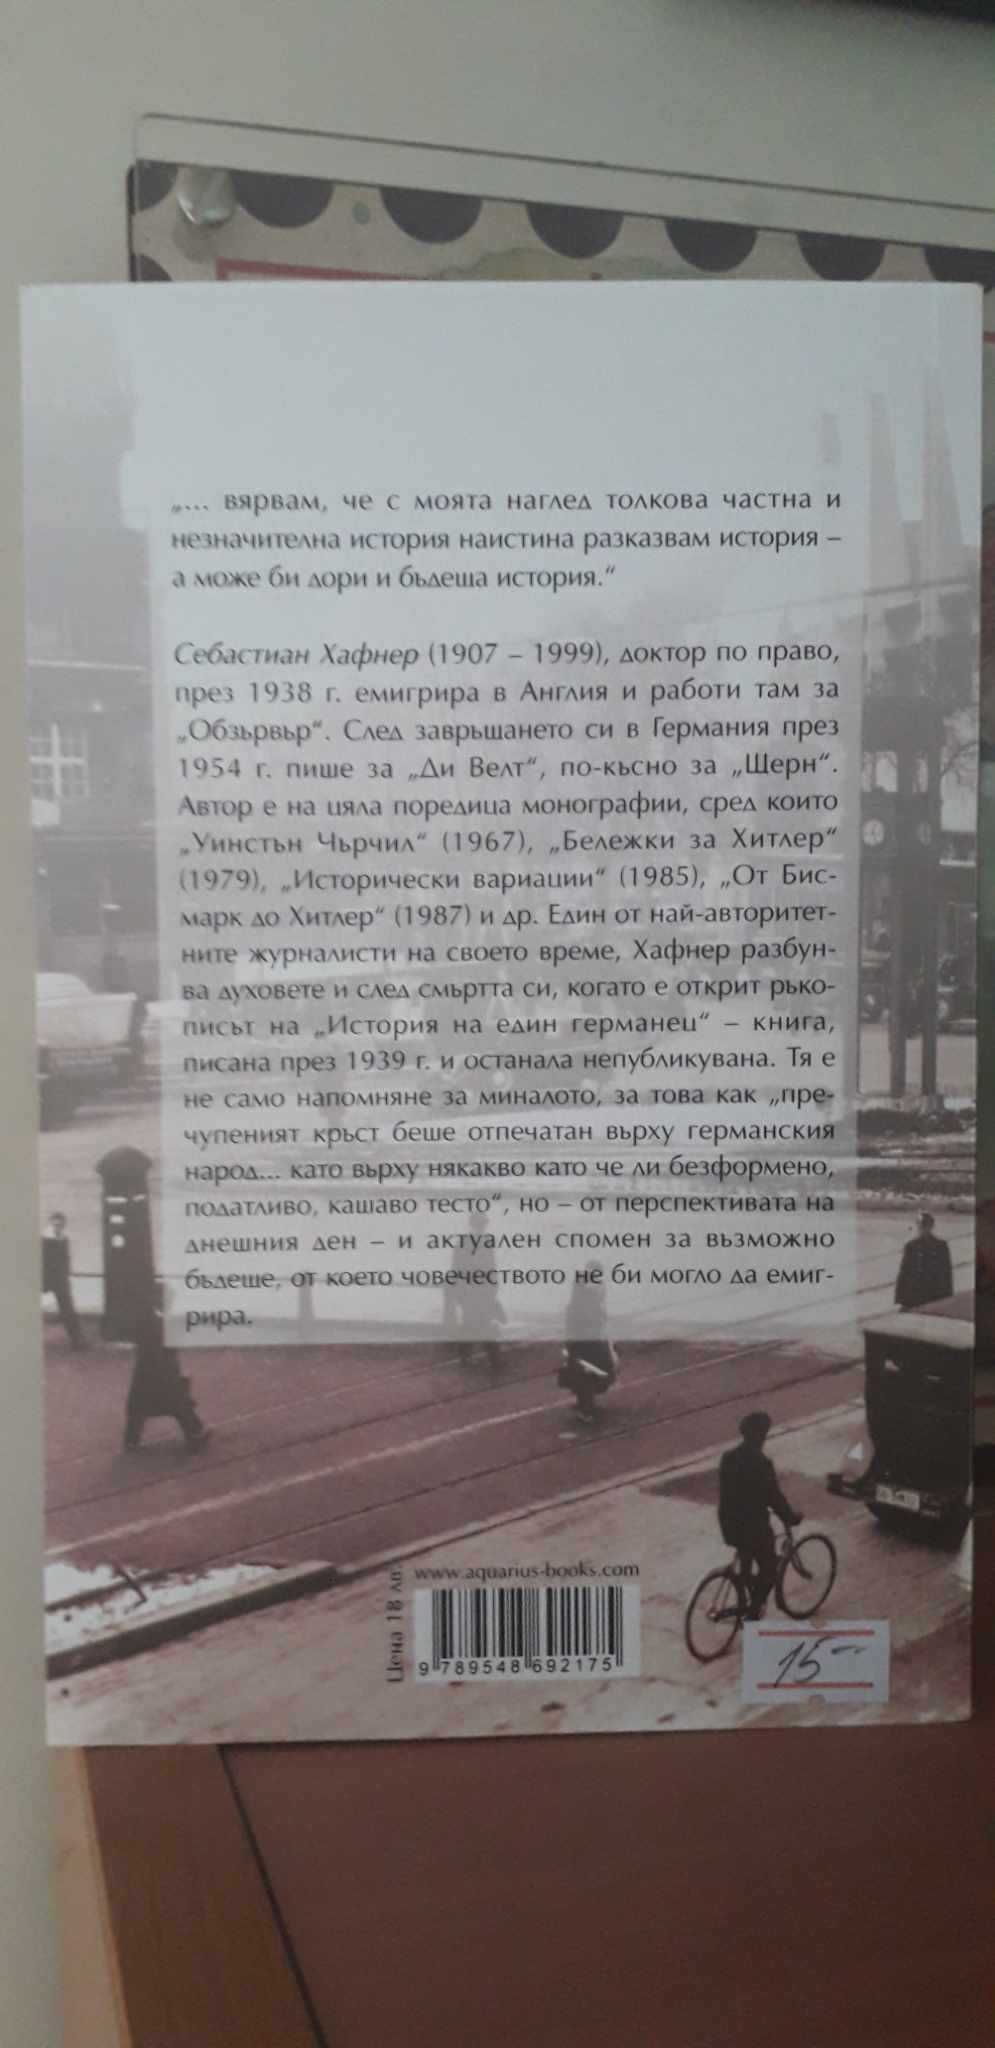 „... вярвам, че с моята наглед толкова частна и
незначителна история наистина разказвам история –
а може би дори и бъдеща история.“
Себастиан Хафнер (1907 – 1999), доктор по право,
през 1938 г. емигрира в Англия и работи там за
„Обзървър“. След завръщането си в Германия през
1954 г. пише за „Ди Велт“, по-късно за „Щерн“.
Автор е на цяла поредица монографии, сред които
„Уинстън Чърчил“ (1967), „Бележки за Хитлер“
(1979), „Исторически вариации“ (1985), „От Бис-
марк до Хитлер“ (1987) и др. Един от най-авторитет-
ните журналисти на своето време, Хафнер разбун-
ва духовете и след смъртта си, когато е открит ръко-
писът на „История на един германец“ – книга,
писана през 1939 г. и останала непубликувана. Тя е
не само напомняне за миналото, за това как „пре-
чупеният кръст беше отпечатан върху германския
народ... като върху някакво като че ли безформено,
податливо, кашаво тесто“, но – от перспективата на
днешния ден – и актуален спомен за възможно
бъдеще, от което човечеството не би могло да емиг-
рира.
www.aquarius-books.com
Цена 18 лв.
9 789548 692175
15